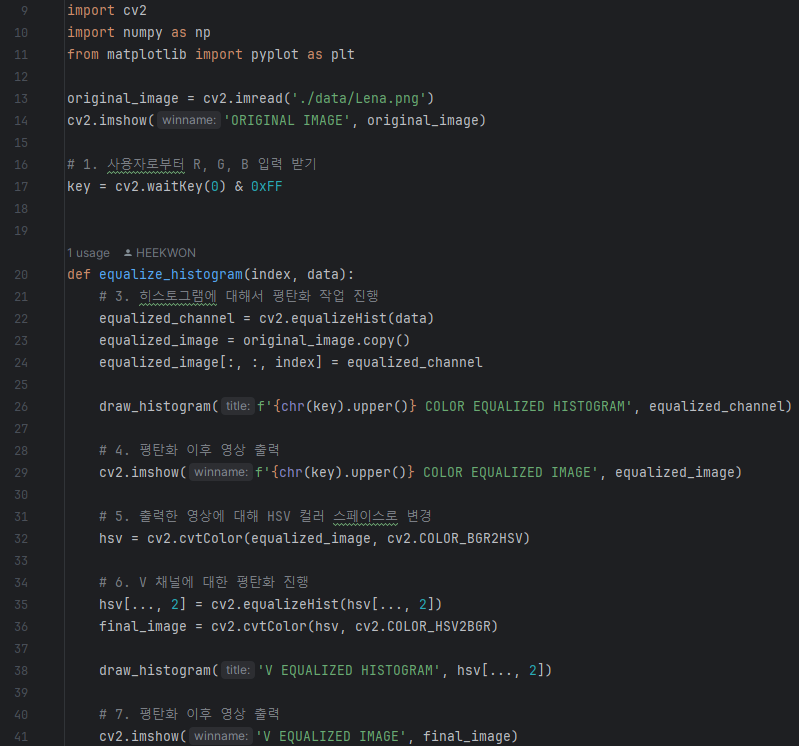 9 import cv2
10 import numpy as np
11 from matplotlib import pyplot as plt
12
13 original_image = cv2.imread('./data/Lena.png')
14 cv2.imshow( winname: 'ORIGINAL IMAGE', original_image)
15
16 # 1. 사용자로부터 R, G, B 입력 받기
17 key = cv2.waitKey(0) & 0xFF
18
19
1 usage HEEKWON
20 def equalize_histogram(index, data):
21 # 3. 히스토그램에 대해서 평탄화 작업 진행
22 equalized_channel = cv2.equalizeHist(data)
23 equalized_image = original_image.copy()
24 equalized_image[:, :, index] = equalized_channel
25
26 draw_histogram( title: f'{chr(key).upper()} COLOR EQUALIZED HISTOGRAM', equalized_channel)
27
28 # 4. 평탄화 이후 영상 출력
29 cv2.imshow( winname: f'{chr(key).upper()} COLOR EQUALIZED IMAGE', equalized_image)
30
31 # 5. 출력한 영상에 대해 HSV 컬러 스페이스로 변경
32 hsv = cv2.cvtColor(equalized_image, cv2.COLOR_BGR2HSV)
33
34 # 6. V 채널에 대한 평탄화 진행
35 hsv[..., 2] = cv2.equalizeHist(hsv[..., 2])
36 final_image = cv2.cvtColor(hsv, cv2.COLOR_HSV2BGR)
37
38 draw_histogram( title: 'V EQUALIZED HISTOGRAM', hsv[..., 2])
39
40 # 7. 평탄화 이후 영상 출력
41 cv2.imshow( winname: 'V EQUALIZED IMAGE', final_image)